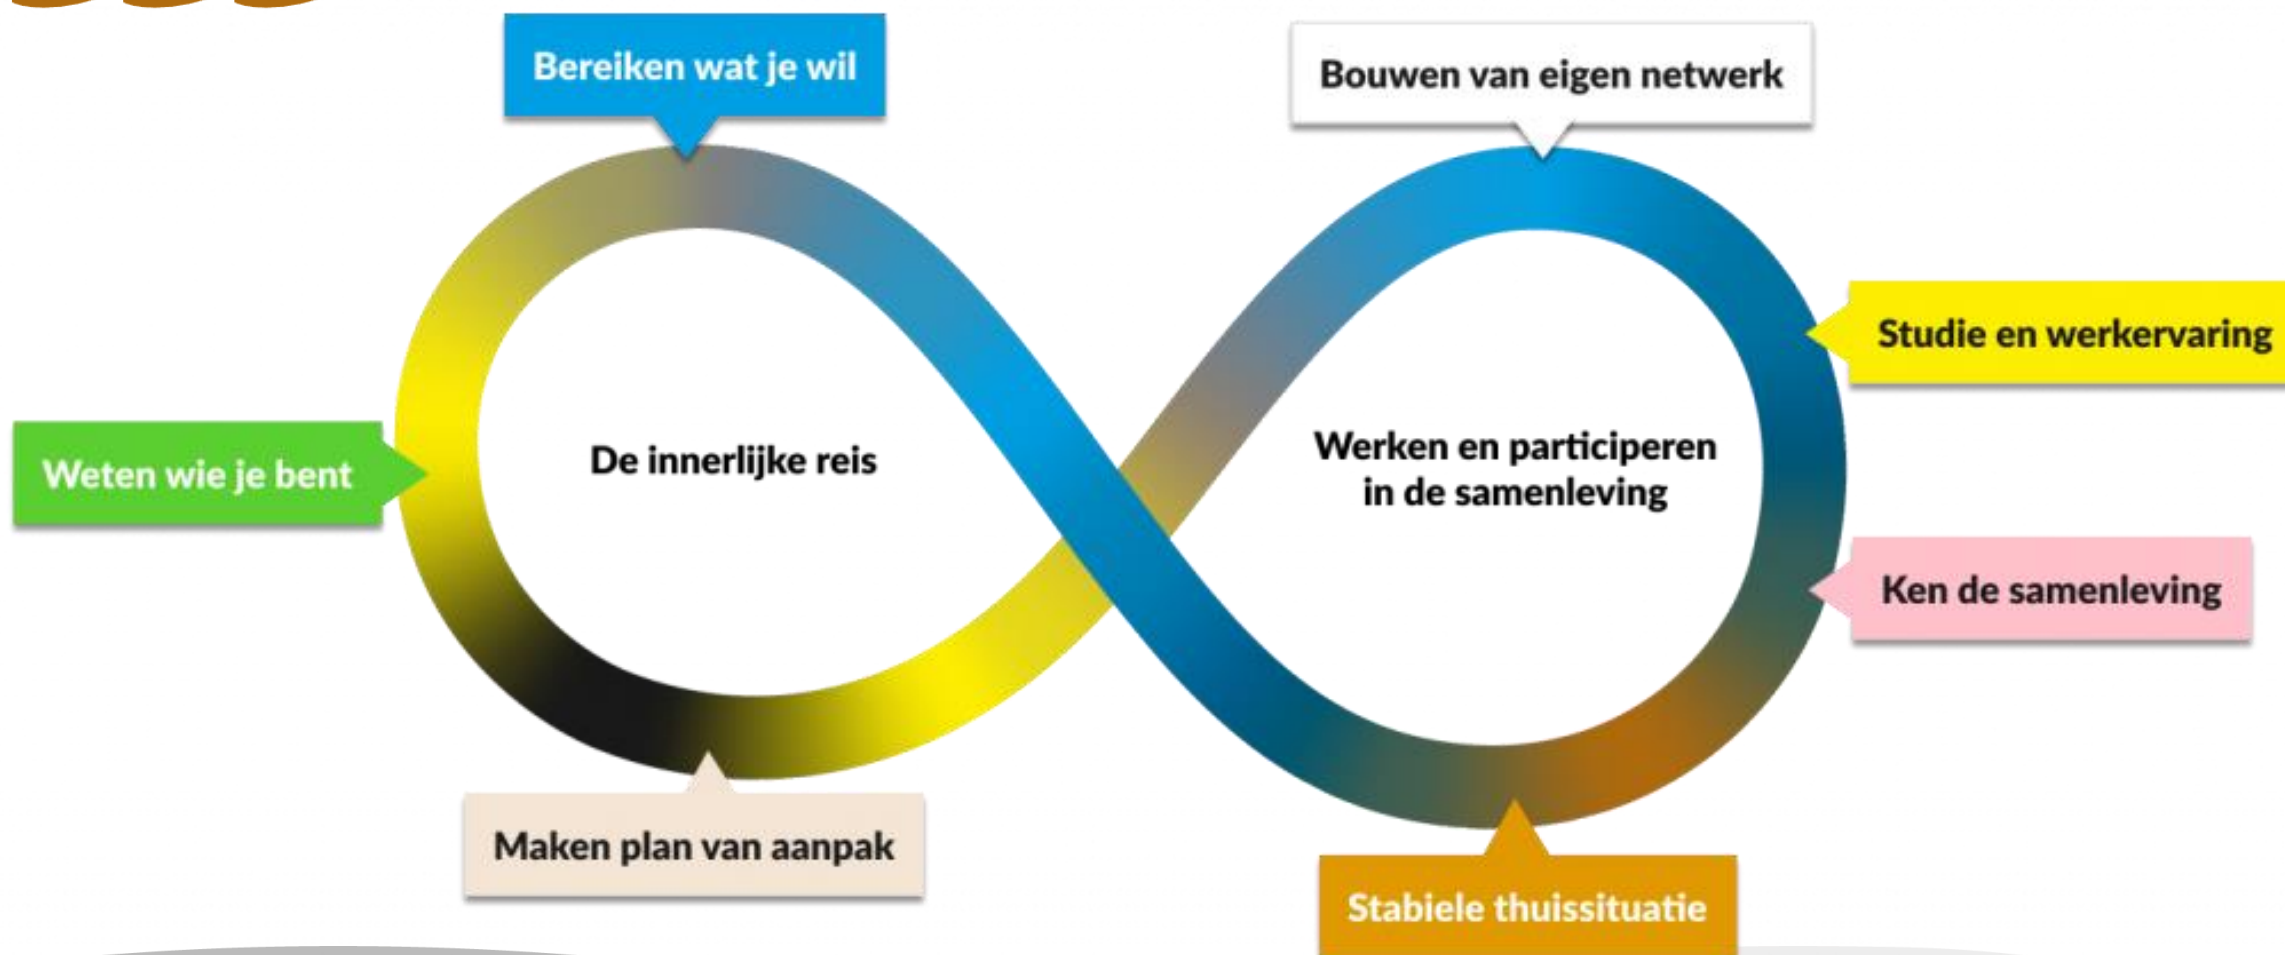 Bereiken wat je wil
Bouwen van eigen netwerk
Studie en werkervaring
Weten wie je bent
De innerlijke reis
Werken en participeren
in de samenleving
Ken de samenleving
Maken plan van aanpak
Stabiele thuissituatie